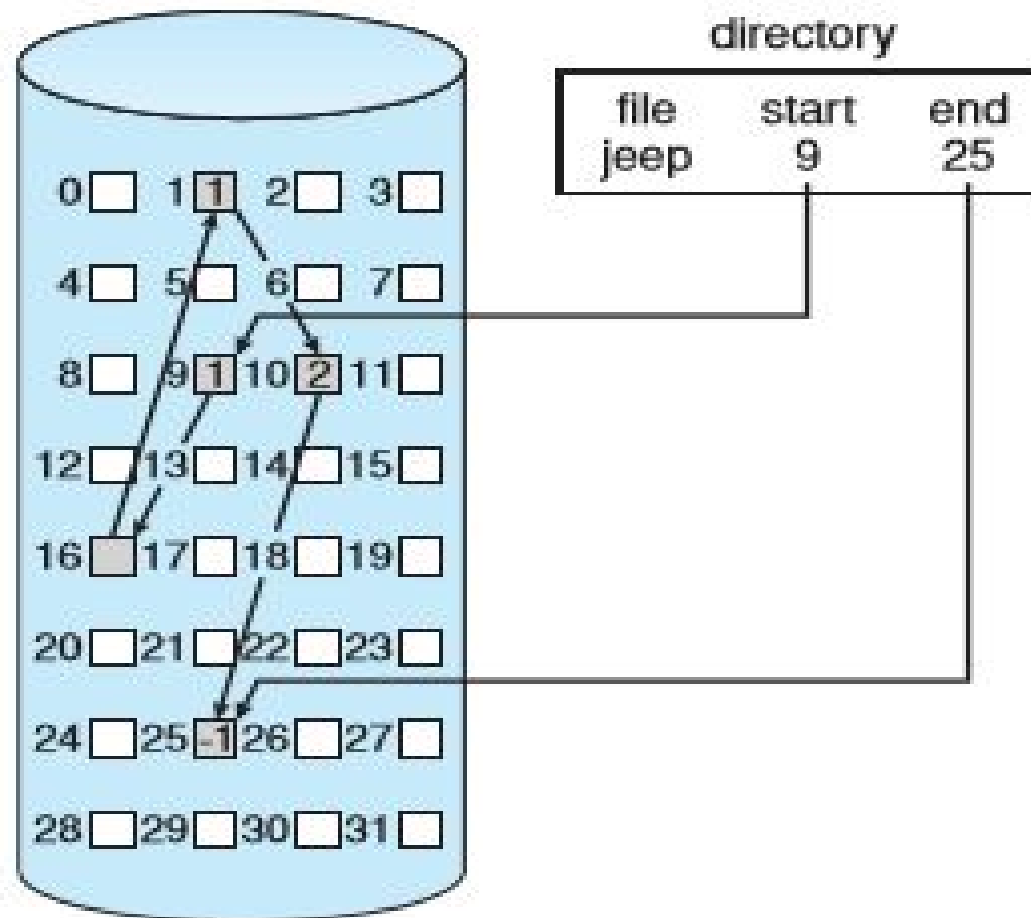 directory
file start end
jeep 9 25
0 1 1 2 3
4 5 6 7
8 9 1 10 2 11
12 13 14 15
16 17 18 19
20 21 22 23
24 25 -1 26 27
28 29 30 31